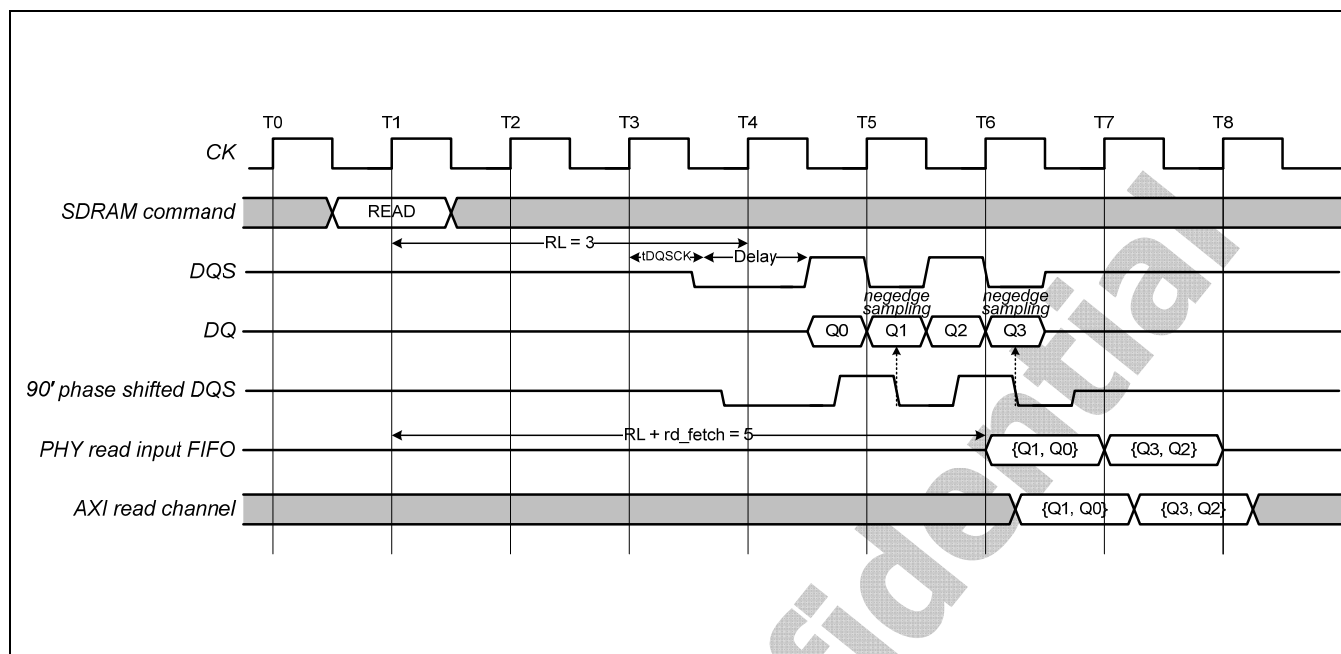 T0 T1 T2 T3 T4 T5 T6 T7 T8
CK
SDRAM command READ
RL = 3
tDQSCK Delay
DQS
negedge sampling negedge sampling
DQ Q0 Q1 Q2 Q3
90' phase shifted DQS
RL + rd_fetch = 5
PHY read input FIFO {Q1, Q0} {Q3, Q2}
AXI read channel {Q1, Q0} {Q3, Q2}
fidential